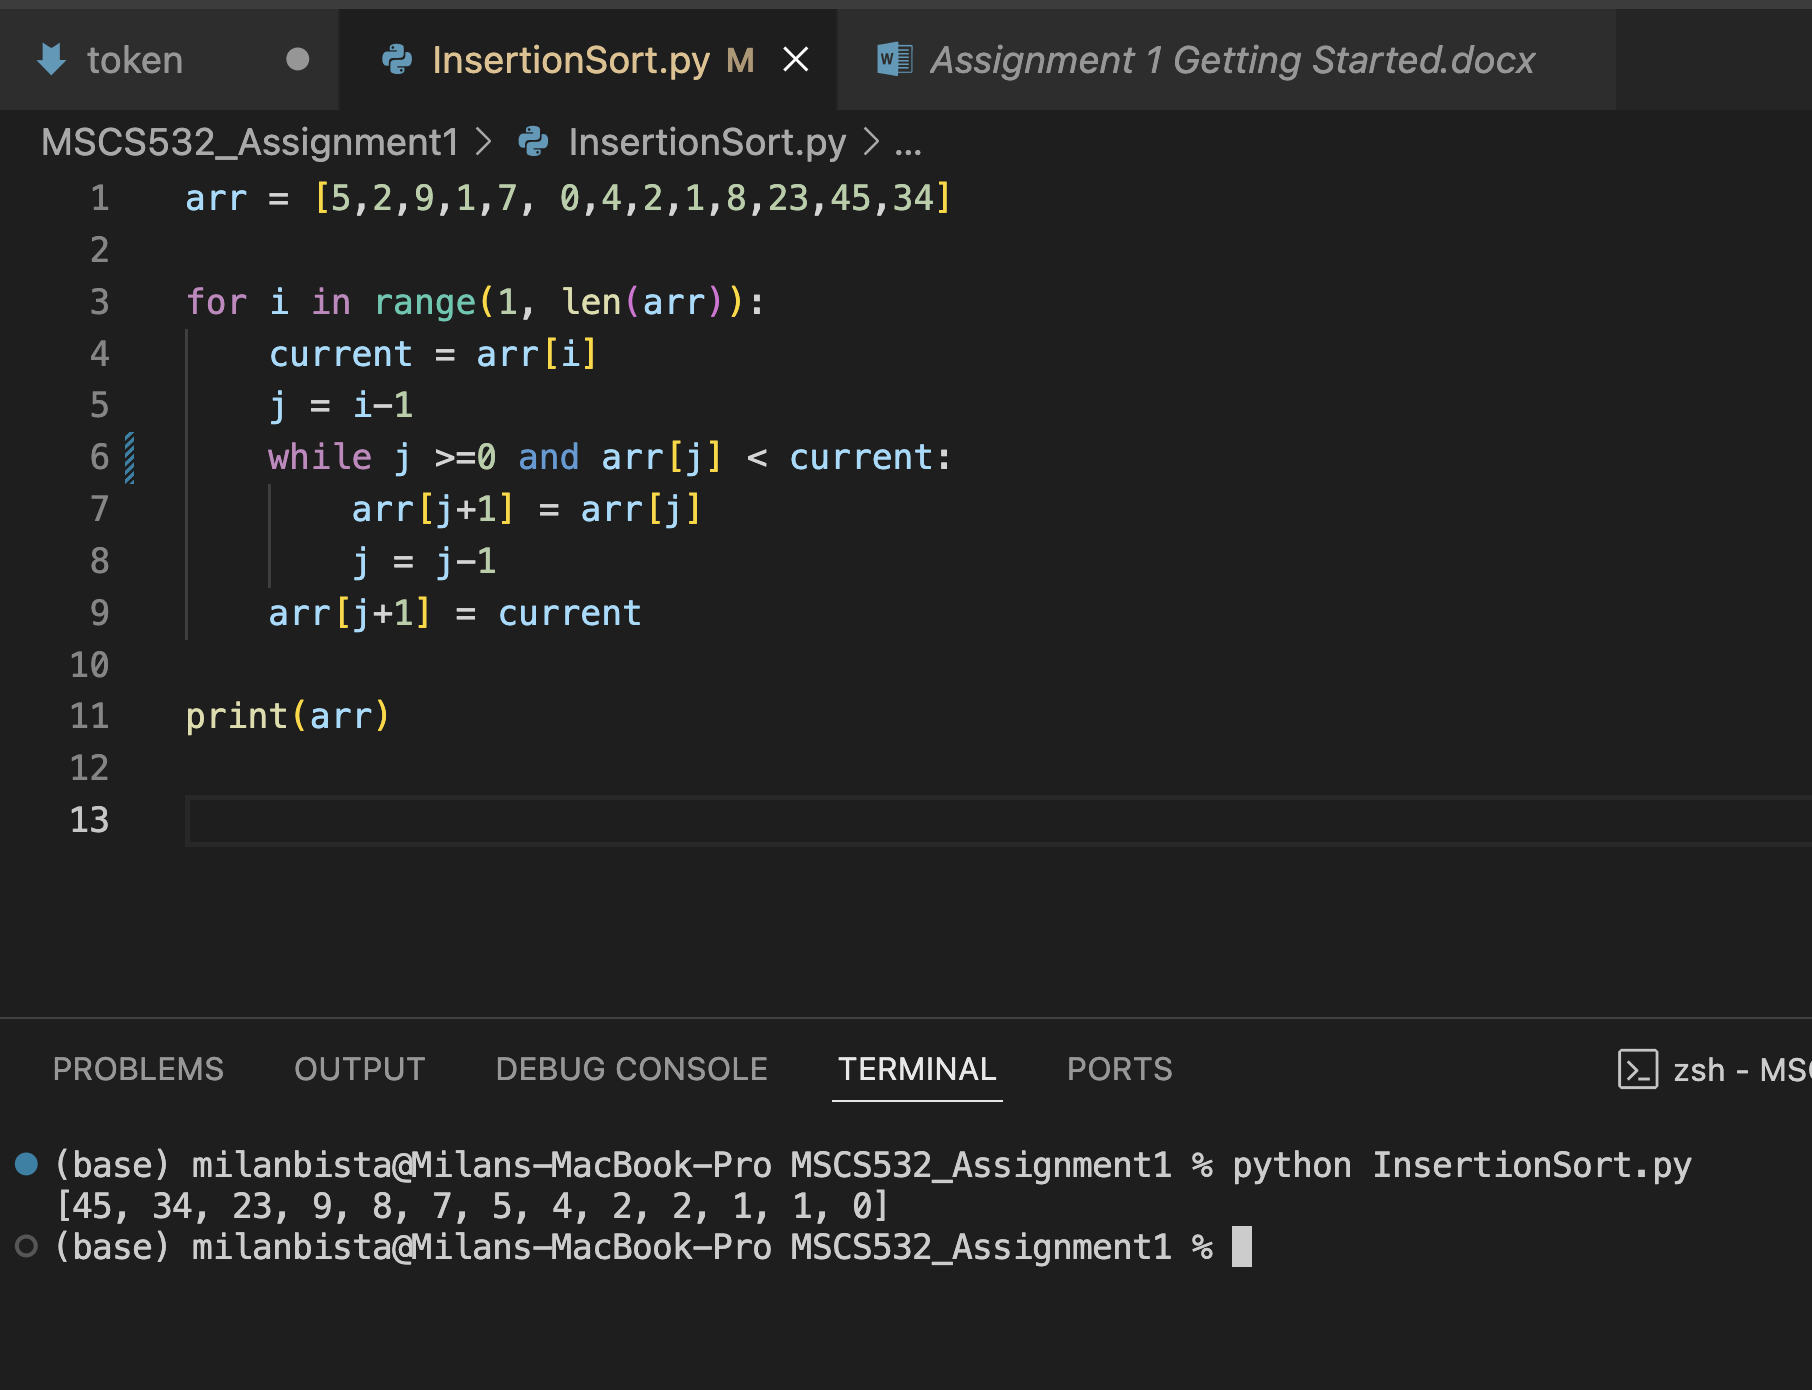 token
InsertionSort.py M
Assignment 1 Getting Started.docx
MSCS532_Assignment1 > InsertionSort.py > ...
1 arr = [5,2,9,1,7, 0,4,2,1,8,23,45,34]
2
3 for i in range(1, len(arr)):
4     current = arr[i]
5     j = i-1
6     while j >=0 and arr[j] < current:
7         arr[j+1] = arr[j]
8         j = j-1
9     arr[j+1] = current
10
11 print(arr)
12
13
PROBLEMS OUTPUT DEBUG CONSOLE TERMINAL PORTS zsh - MSC
(base) milanbista@Milans-MacBook-Pro MSCS532_Assignment1 % python InsertionSort.py
[45, 34, 23, 9, 8, 7, 5, 4, 2, 2, 1, 1, 0]
(base) milanbista@Milans-MacBook-Pro MSCS532_Assignment1 %